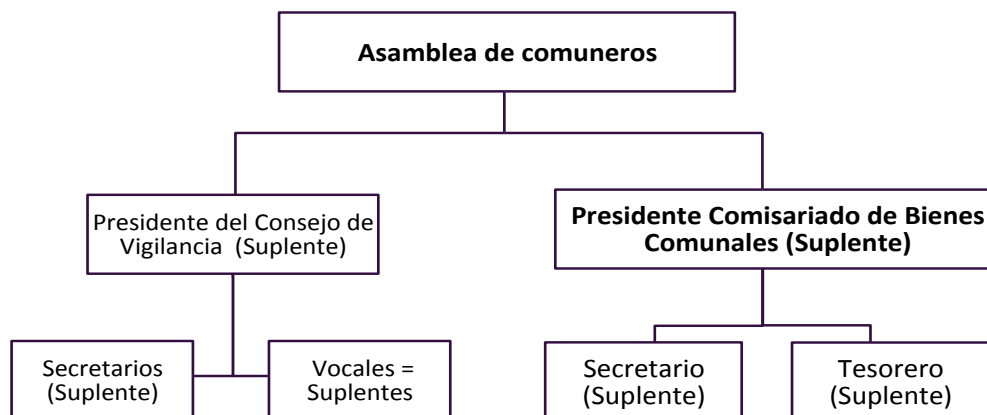 Asamblea de comuneros
Presidente del Consejo de
Vigilancia (Suplente)
Presidente Comisariado de Bienes
Comunales (Suplente)
Secretarios
(Suplente)
Vocales =
Suplentes
Secretario
(Suplente)
Tesorero
(Suplente)